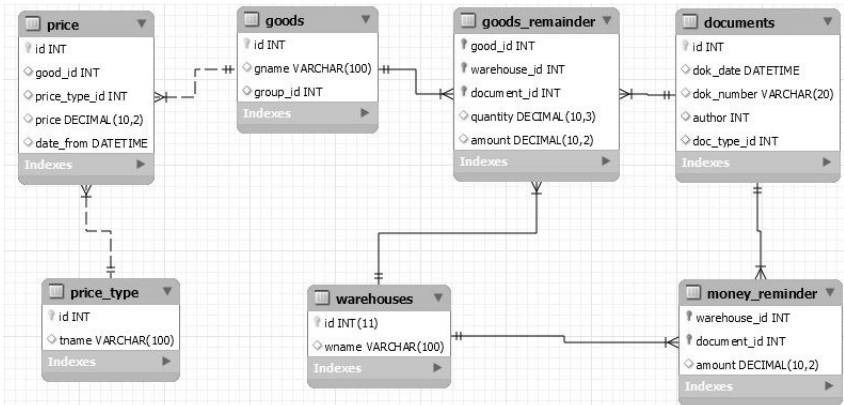 price
id INT
good_id INT
price_type_id INT
price DECIMAL(10,2)
date_from DATETIME
Indexes
goods
id INT
gname VARCHAR(100)
group_id INT
Indexes
goods_remainder
good_id INT
warehouse_id INT
document_id INT
quantity DECIMAL(10,3)
amount DECIMAL(10,2)
Indexes
documents
id INT
dok_date DATETIME
dok_number VARCHAR(20)
author INT
doc_type_id INT
Indexes
price_type
id INT
tname VARCHAR(100)
Indexes
warehouses
id INT(11)
wname VARCHAR(100)
Indexes
money_reminder
warehouse_id INT
document_id INT
amount DECIMAL(10,2)
Indexes